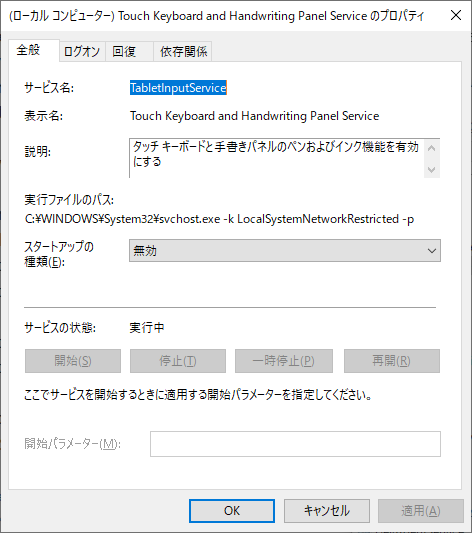 (ローカル コンピューター) Touch Keyboard and Handwriting Panel Service のプロパティ
全般 ログオン 回復 依存関係
サービス名: TabletInputService
表示名: Touch Keyboard and Handwriting Panel Service
説明: タッチ キーボードと手書きパネルのペンおよびインク機能を有効
にする
実行ファイルのパス:
C:¥WINDOWS¥System32¥svchost.exe -k LocalSystemNetworkRestricted -p
スタートアップの
種類(E): 無効
サービスの状態: 実行中
開始(S) 停止(T) 一時停止(P) 再開(R)
ここでサービスを開始するときに適用する開始パラメーターを指定してください。
開始パラメーター(M):
OK キャンセル 適用(A)